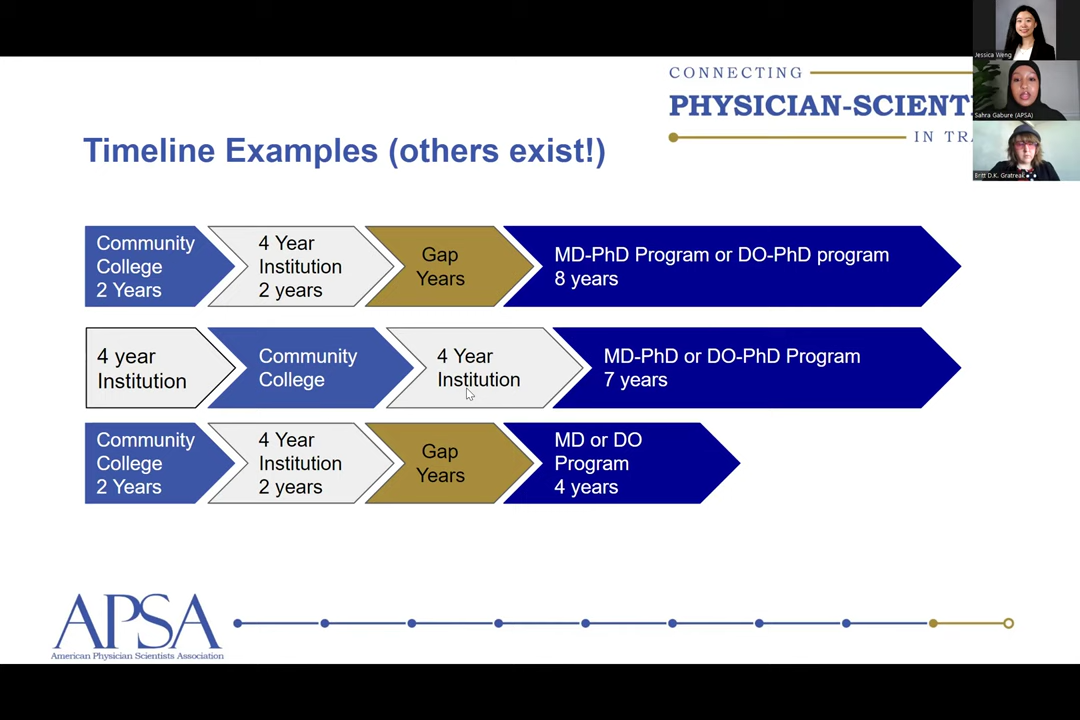 Jessica Weng
Sahra Gabure (APSA)
Britt D.K. Gratreak
CONNECTING
PHYSICIAN-SCIENT
IN TRA
Timeline Examples (others exist!)
Community
College
2 Years
4 Year
Institution
2 years
Gap
Years
MD-PhD Program or DO-PhD program
8 years
4 year
Institution
Community
College
4 Year
Institution
MD-PhD or DO-PhD Program
7 years
Community
College
2 Years
4 Year
Institution
2 years
Gap
Years
MD or DO
Program
4 years
APSA
American Physician Scientists Association